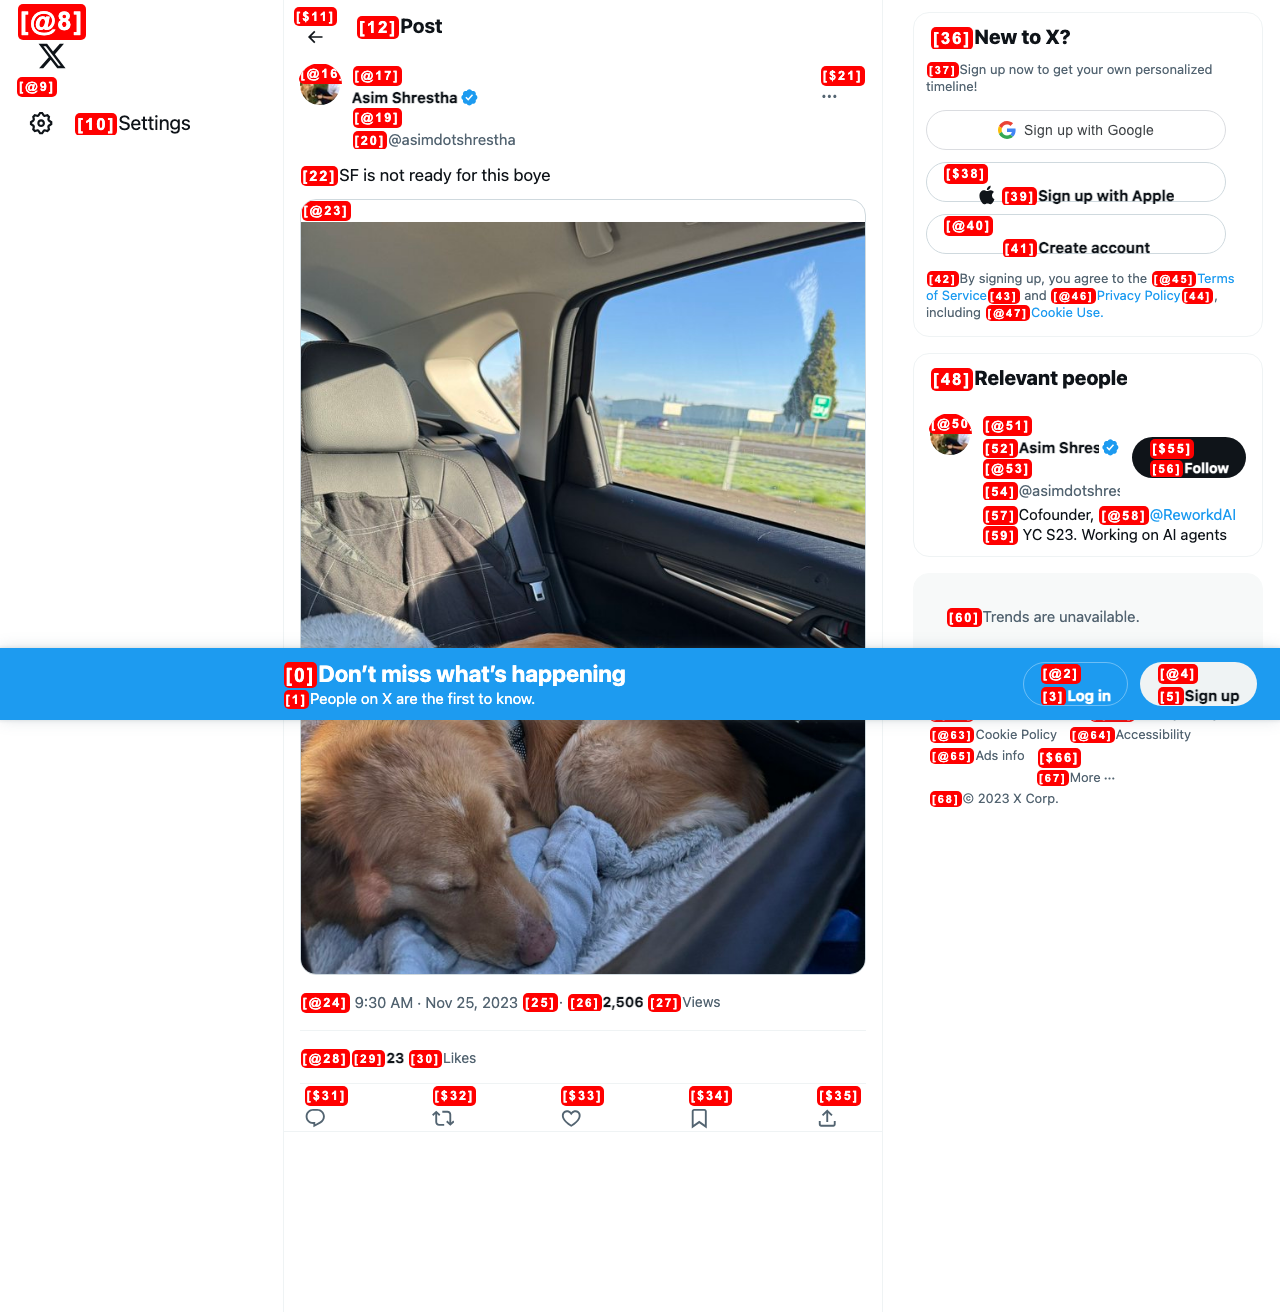 [@8]
[@9]
[10] Settings
[$11]
[12] Post
[@16]
[@17]
Asim Shrestha
[@19]
[20] @asimdotshrestha
[$21]
[22] SF is not ready for this boye
[@23]
[0] Don’t miss what’s happening
[1] People on X are the first to know.
[@2]
[3] Log in
[@4]
[5] Sign up
[@24] 9:30 AM · Nov 25, 2023 [25] · [26] 2,506 [27] Views
[@28] [29] 23 [30] Likes
[$31] [$32] [$33] [$34] [$35]
[36] New to X?
[37] Sign up now to get your own personalized
timeline!
Sign up with Google
[$38]
[39] Sign up with Apple
[@40]
[41] Create account
[42] By signing up, you agree to the [@45] Terms
of Service [43] and [@46] Privacy Policy [44] ,
including [@47] Cookie Use.
[48] Relevant people
[@50
[@51]
[52] Asim Shres
[@53]
[54] @asimdotshres
[$55]
[56] Follow
[57] Cofounder, [@58] @ReworkdAI
[59] YC S23. Working on AI agents
[60] Trends are unavailable.
[@63] Cookie Policy [@64] Accessibility
[@65] Ads info [$66]
[67] More ···
[68] © 2023 X Corp.